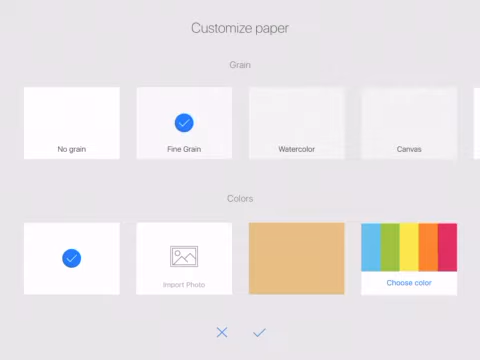 Customize paper
Grain
No grain
Fine Grain
Watercolor
Canvas
Colors
Import Photo
Choose color